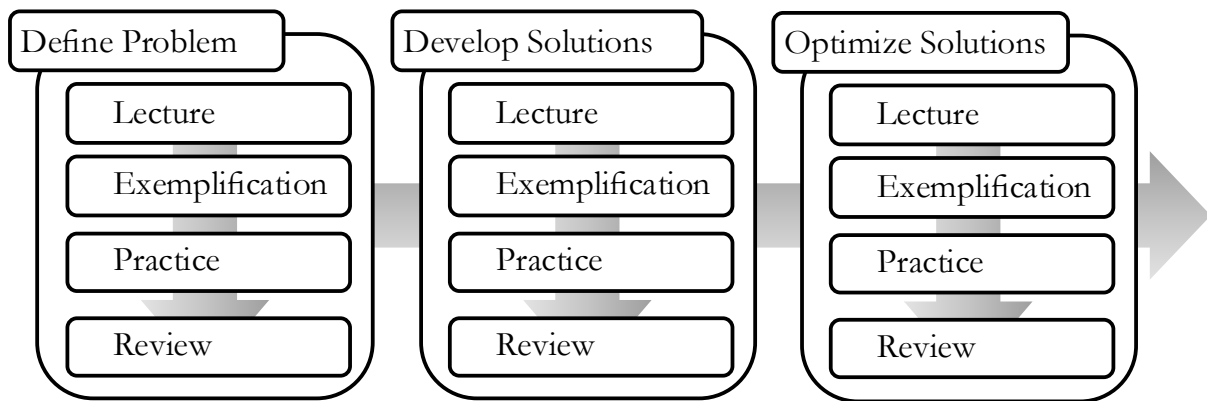 Define Problem
Lecture
Exemplification
Practice
Review
Develop Solutions
Lecture
Exemplification
Practice
Review
Optimize Solutions
Lecture
Exemplification
Practice
Review